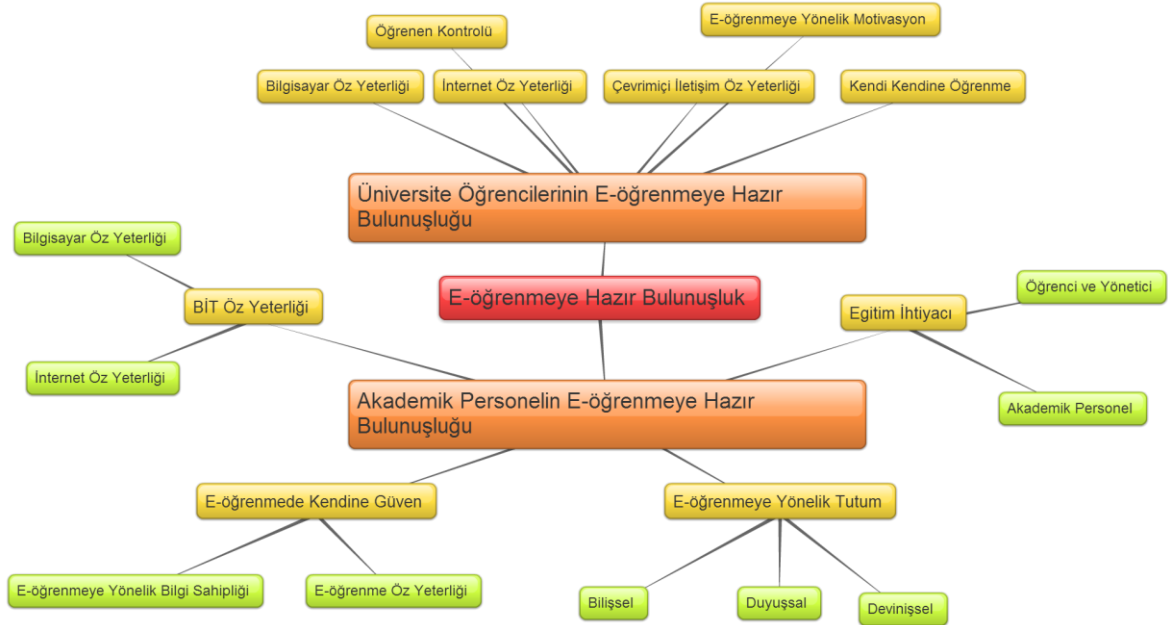 E-öğrenmeye Yönelik Motivasyon
Öğrenen Kontrolü
Bilgisayar Öz Yeterliği
İnternet Öz Yeterliği
Çevrimiçi İletişim Öz Yeterliği
Kendi Kendine Öğrenme
Üniversite Öğrencilerinin E-öğrenmeye Hazır
Bulunuşluğu
Bilgisayar Öz Yeterliği
E-öğrenmeye Hazır Bulunuşluk
Öğrenci ve Yönetici
BİT Öz Yeterliği
Egitim İhtiyacı
İnternet Öz Yeterliği
Akademik Personelin E-öğrenmeye Hazır
Bulunuşluğu
Akademik Personel
E-öğrenmede Kendine Güven
E-öğrenmeye Yönelik Tutum
E-öğrenmeye Yönelik Bilgi Sahipliği
E-öğrenme Öz Yeterliği
Bilişsel
Duyuşsal
Devinişsel